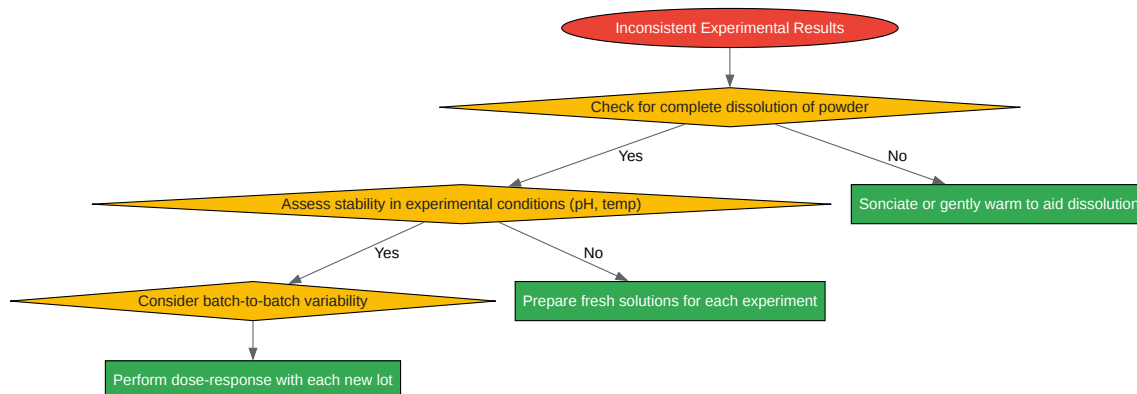 Inconsistent Experimental Results
Check for complete dissolution of powder
Yes
No
Assess stability in experimental conditions (pH, temp)
Sonciate or gently warm to aid dissolution
Yes
No
Consider batch-to-batch variability
Prepare fresh solutions for each experiment
Perform dose-response with each new lot